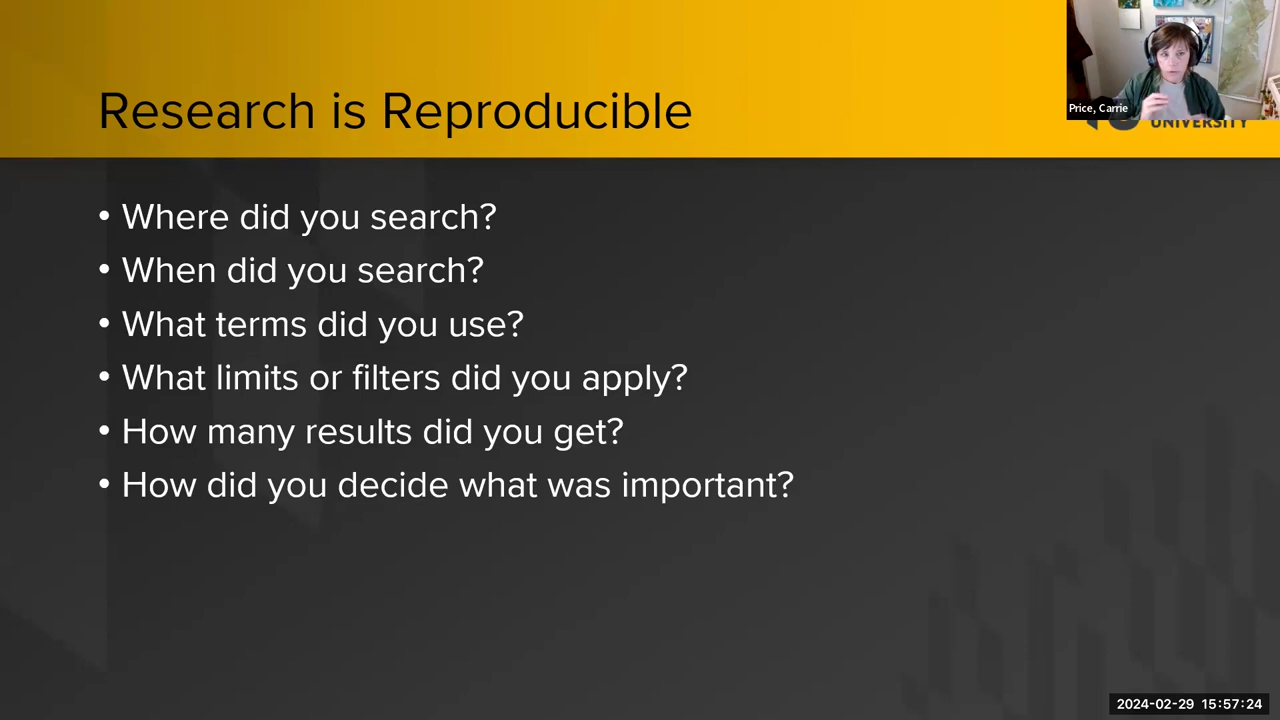 Research is Reproducible
Price, Carrie
UNIVERSITY
• Where did you search?
• When did you search?
• What terms did you use?
• What limits or filters did you apply?
• How many results did you get?
• How did you decide what was important?
2024-02-29 15:57:24